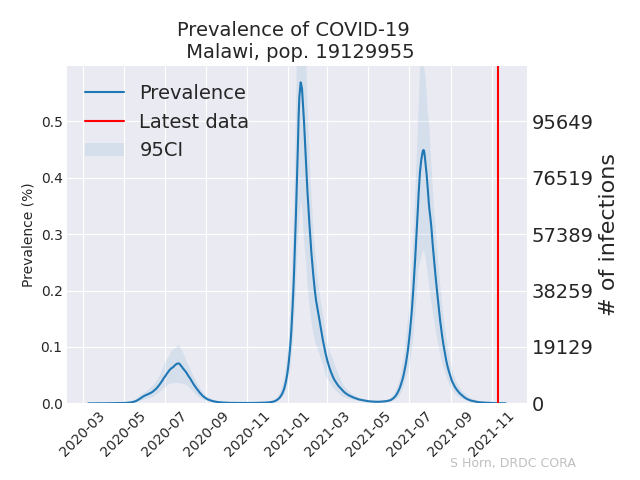 Prevalence of COVID-19
Malawi, pop. 19129955
Prevalence
Latest data
95CI
Prevalence (%)
0.5
0.4
0.3
0.2
0.1
0.0
95649
76519
57389
38259
19129
0
# of infections
2020-03
2020-05
2020-07
2020-09
2020-11
2021-01
2021-03
2021-05
2021-07
2021-09
2021-11
S Horn, DRDC CORA